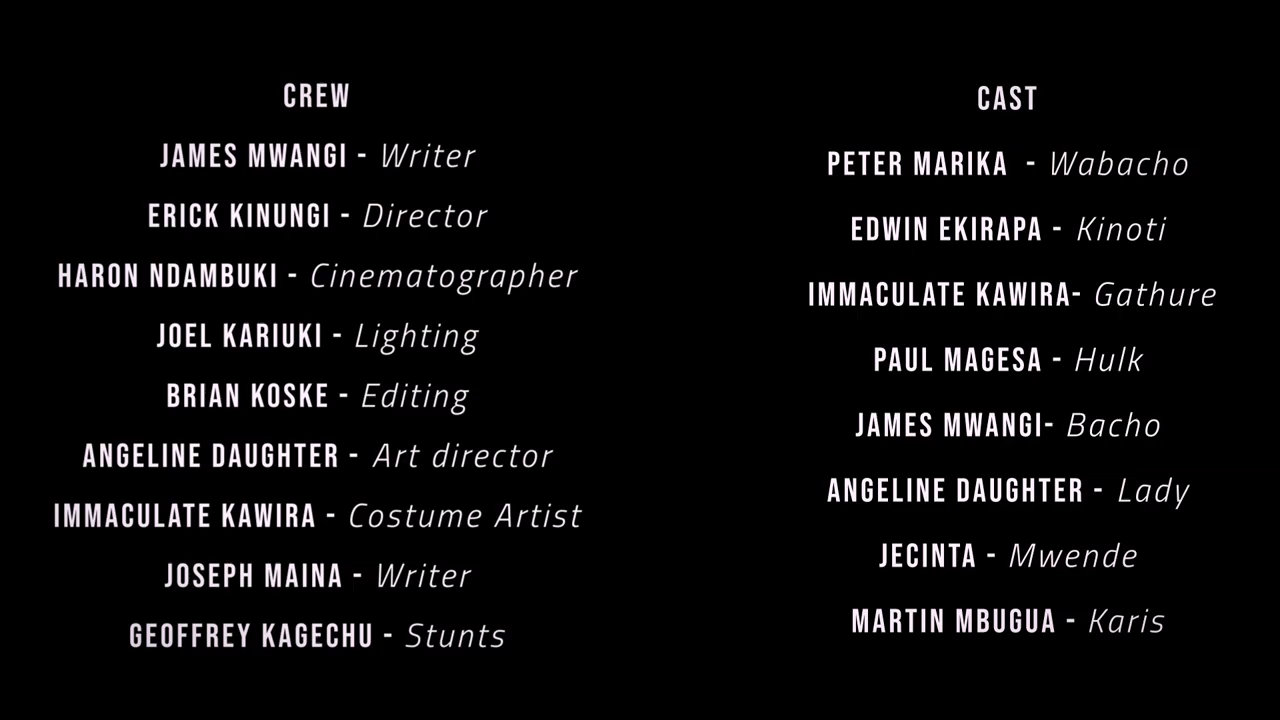 CREW
JAMES MWANGI - Writer
ERICK KINUNGI - Director
HARON NDAMBUKI - Cinematographer
JOEL KARIUKI - Lighting
BRIAN KOSKE - Editing
ANGELINE DAUGHTER - Art director
IMMACULATE KAWIRA - Costume Artist
JOSEPH MAINA - Writer
GEOFFREY KAGECHU - Stunts
CAST
PETER MARIKA - Wabacho
EDWIN EKIRAPA - Kinoti
IMMACULATE KAWIRA- Gathure
PAUL MAGESA - Hulk
JAMES MWANGI- Bacho
ANGELINE DAUGHTER - Lady
JECINTA - Mwende
MARTIN MBUGUA - Karis